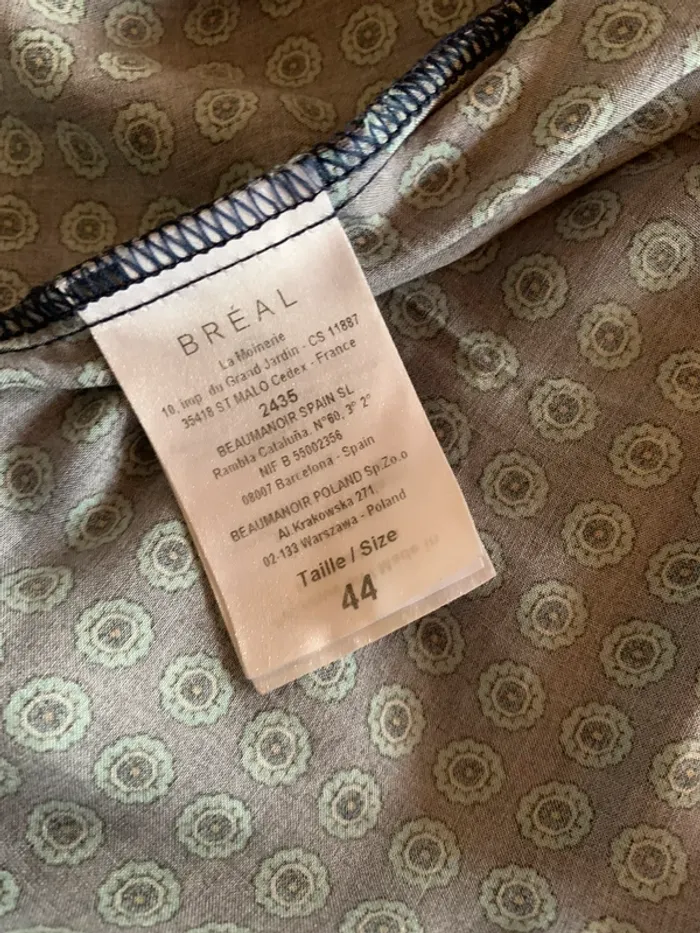 BRÉAL
La Moinerie
10, imp. du Grand Jardin - CS 11887
35418 ST MALO Cedex - France
2435
BEAUMANOIR SPAIN SL
Rambla Cataluña, N°60, 3º 2ª
NIF B 55002356
08007 Barcelona - Spain
BEAUMANOIR POLAND Sp.Zo.o
Al Krakowska 271.
02-133 Warszawa - Poland
Taille / Size
44